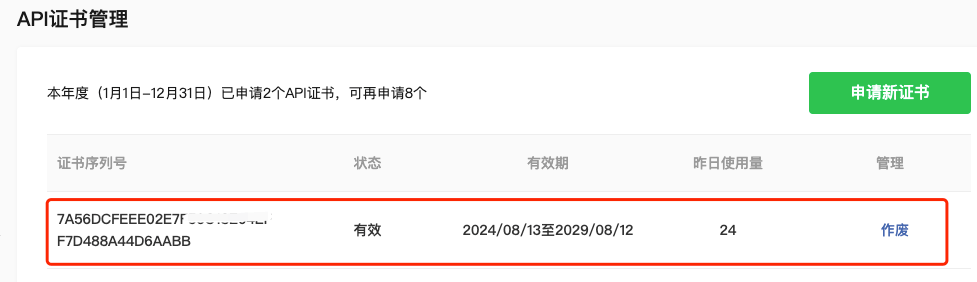 API证书管理
本年度（1月1日-12月31日）已申请2个API证书，可再申请8个
申请新证书
证书序列号 状态 有效期 昨日使用量 管理
7A56DCFEEE02E7F
F7D488A44D6AABB
有效 2024/08/13至2029/08/12 24 作废